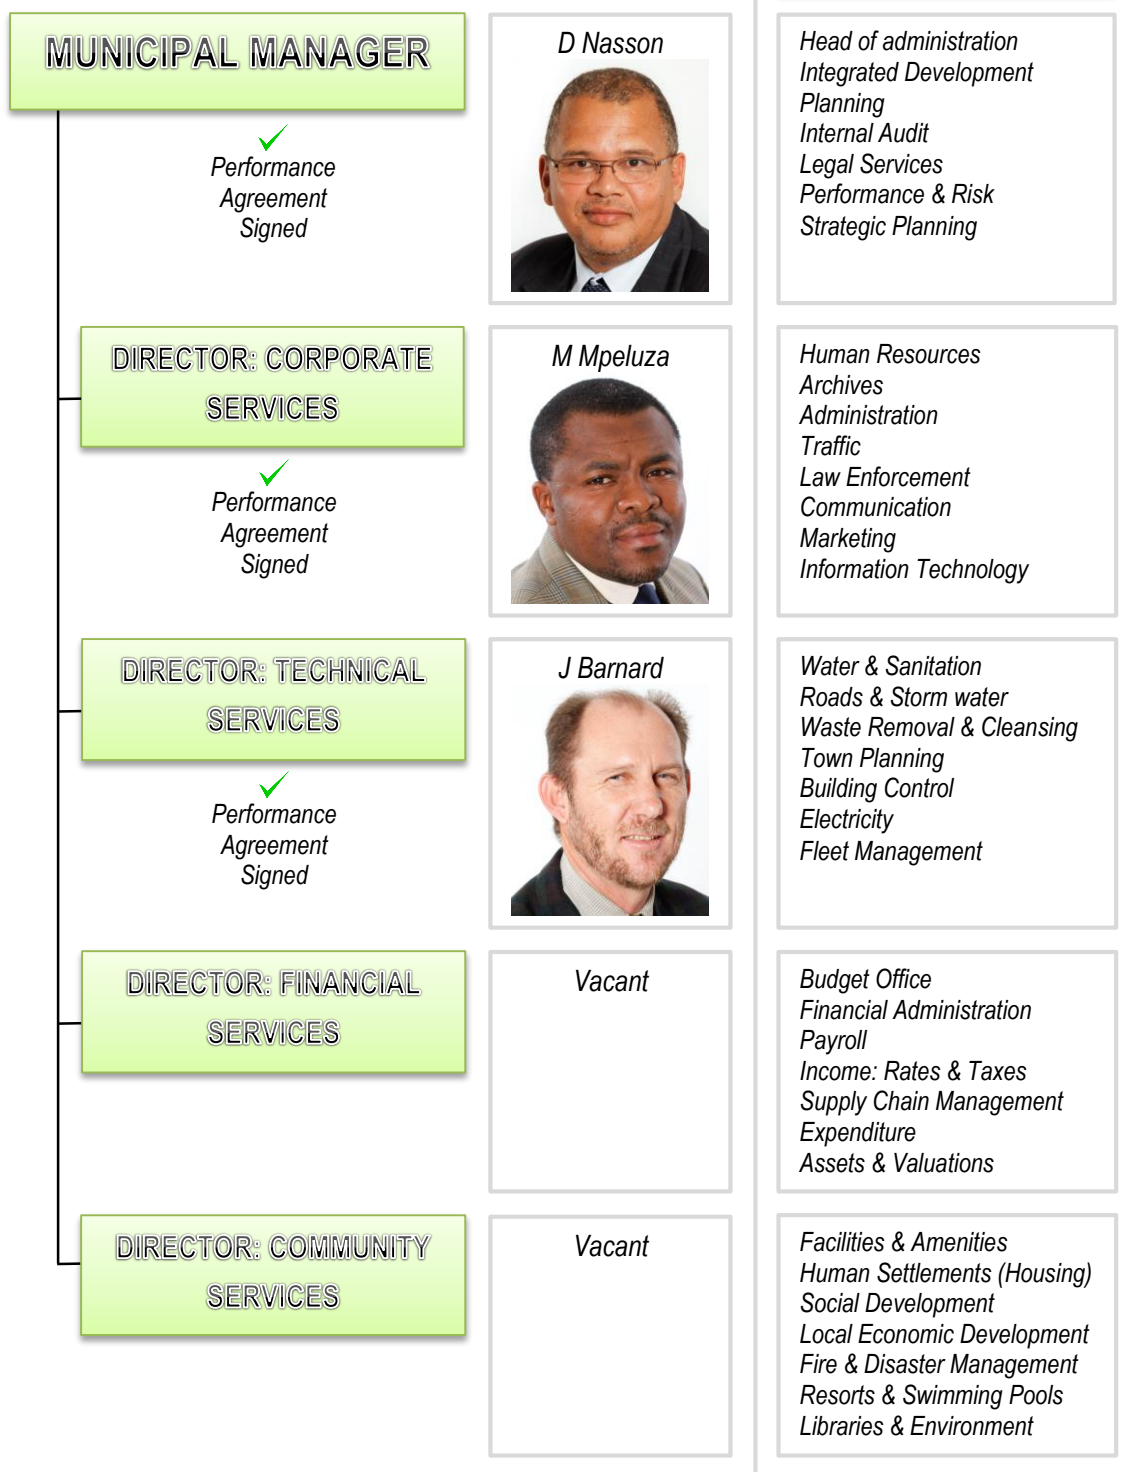 MUNICIPAL MANAGER
Performance
Agreement
Signed
D Nasson
Head of administration
Integrated Development
Planning
Internal Audit
Legal Services
Performance & Risk
Strategic Planning
DIRECTOR: CORPORATE
SERVICES
Performance
Agreement
Signed
M Mpeluza
Human Resources
Archives
Administration
Traffic
Law Enforcement
Communication
Marketing
Information Technology
DIRECTOR: TECHNICAL
SERVICES
Performance
Agreement
Signed
J Barnard
Water & Sanitation
Roads & Storm water
Waste Removal & Cleansing
Town Planning
Building Control
Electricity
Fleet Management
DIRECTOR: FINANCIAL
SERVICES
Vacant
Budget Office
Financial Administration
Payroll
Income: Rates & Taxes
Supply Chain Management
Expenditure
Assets & Valuations
DIRECTOR: COMMUNITY
SERVICES
Vacant
Facilities & Amenities
Human Settlements (Housing)
Social Development
Local Economic Development
Fire & Disaster Management
Resorts & Swimming Pools
Libraries & Environment